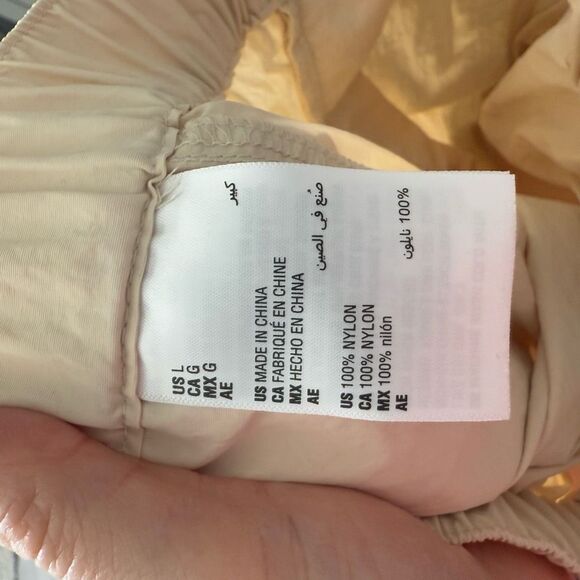 US L
CA G
MX G
AE كبير
US MADE IN CHINA
CA FABRIQUÉ EN CHINE
MX HECHO EN CHINA
AE صُنع في الصين
US 100% NYLON
CA 100% NYLON
MX 100% nilón
AE 100% نايلون